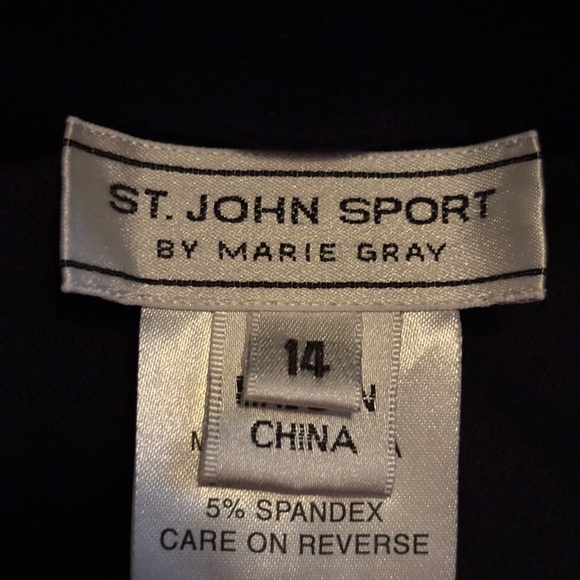 ST. JOHN SPORT
BY MARIE GRAY
14
CHINA
5% SPANDEX
CARE ON REVERSE